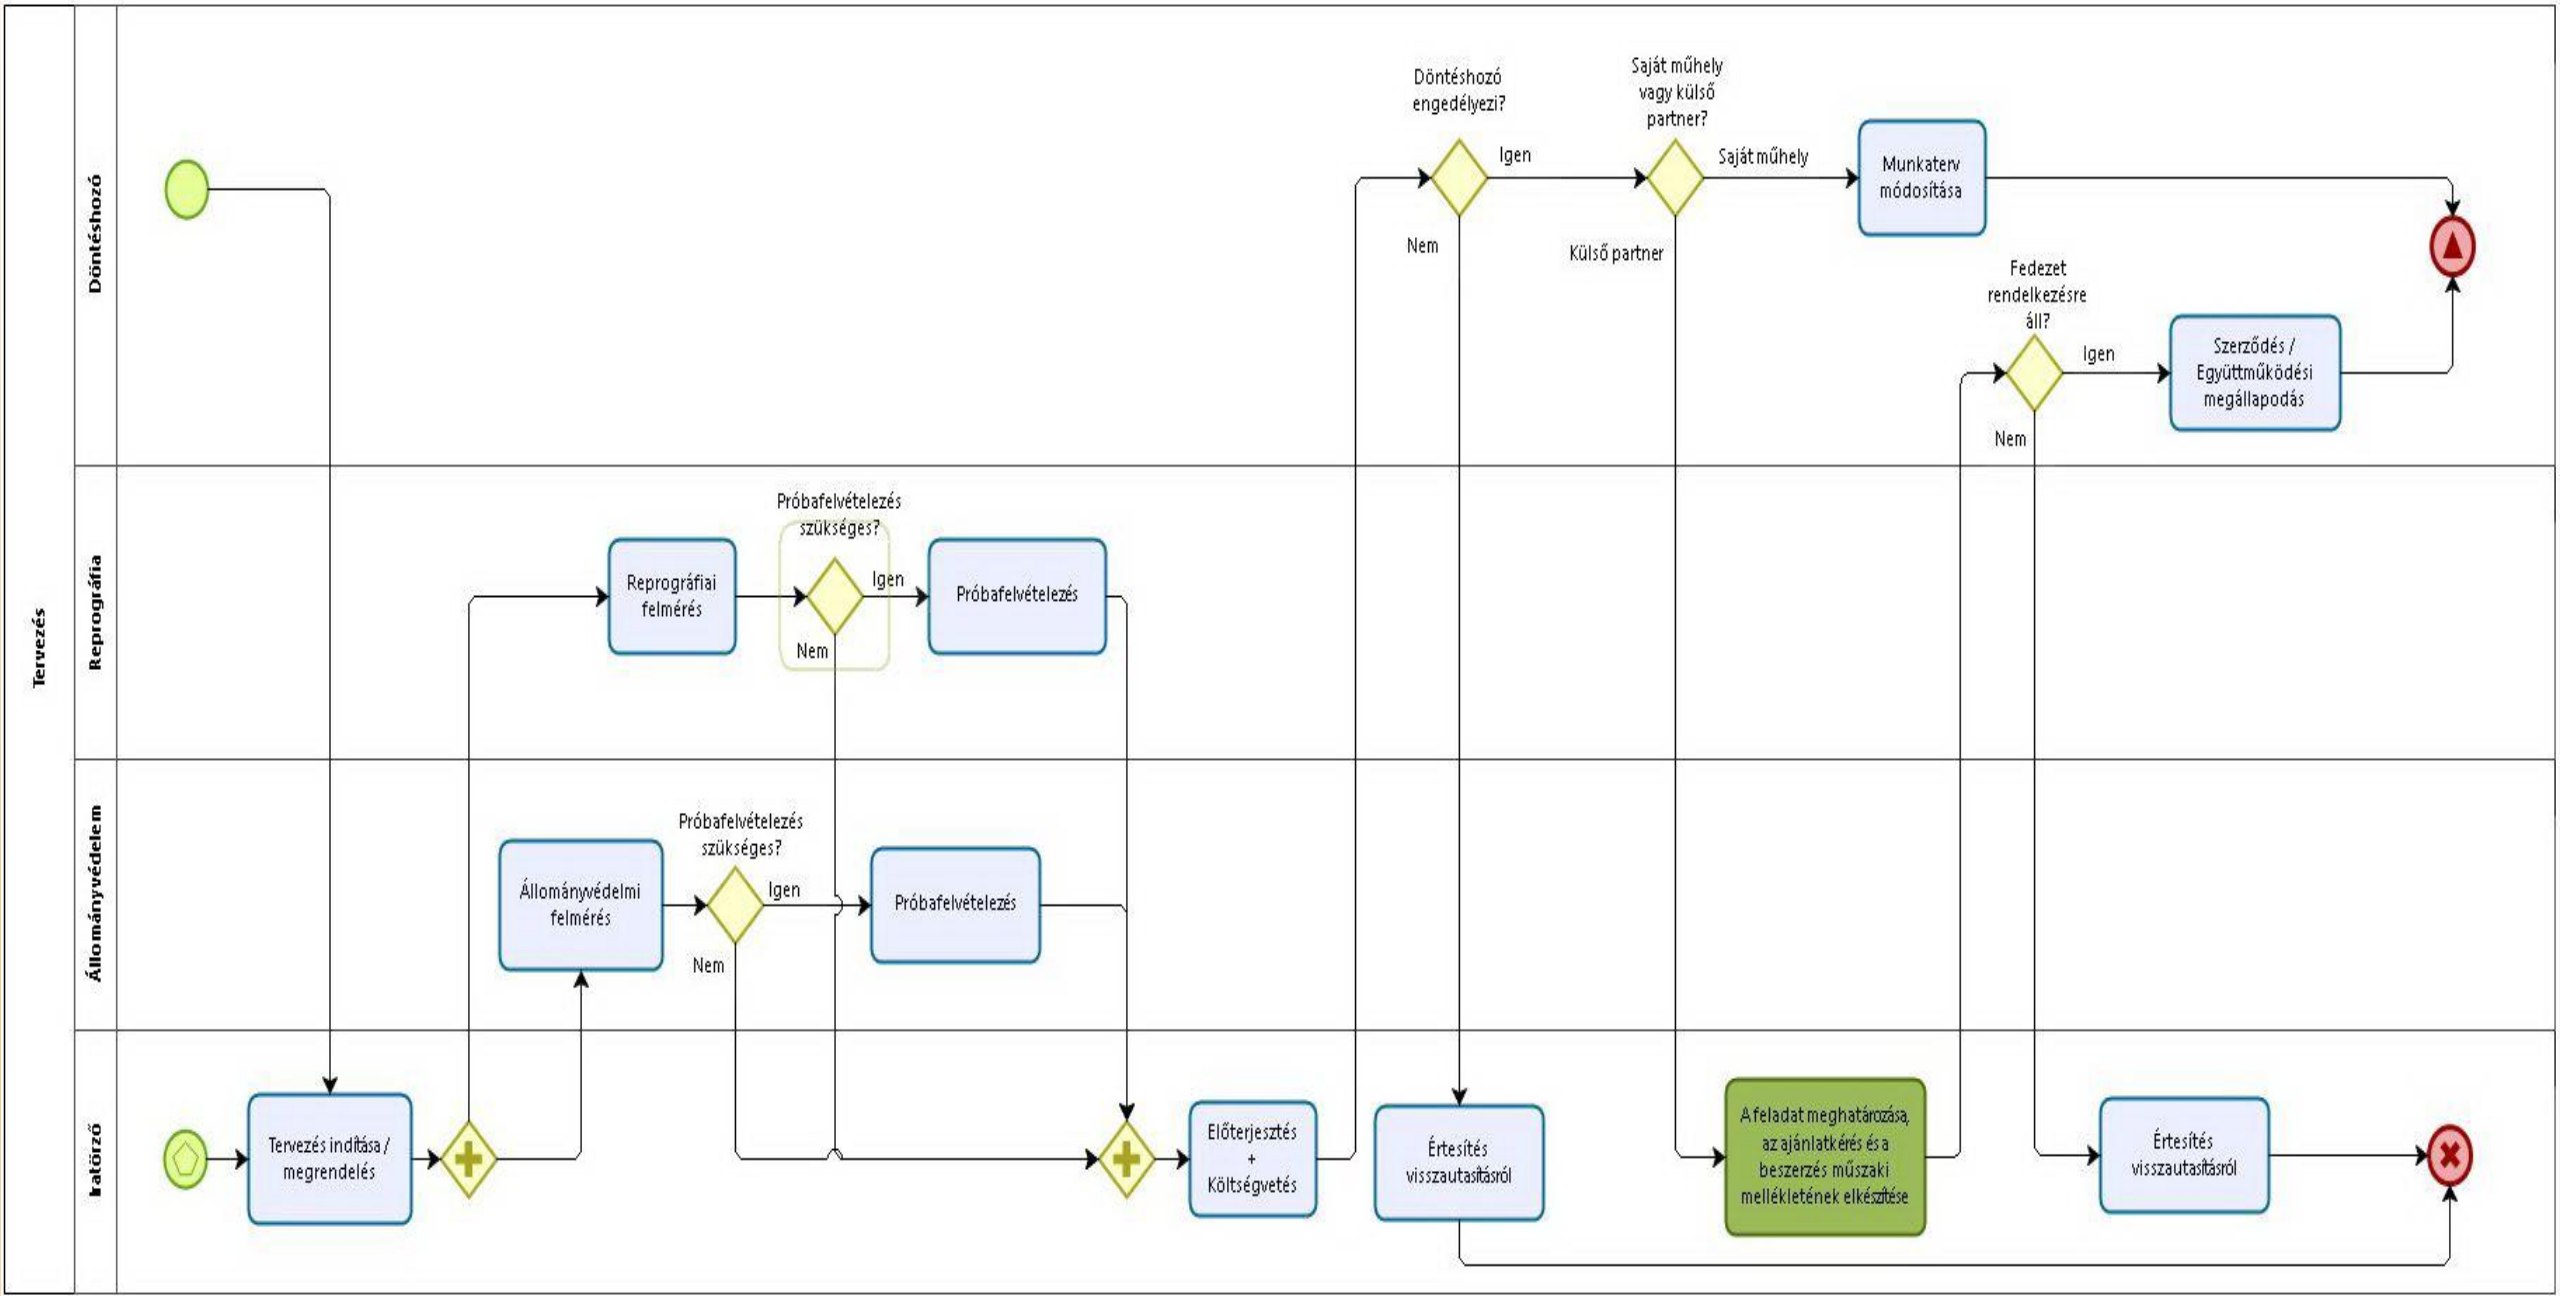 Tervezés
Döntéshozó
Döntéshozó
engedélyezi?
Igen
Nem
Saját műhely
vagy külső
partner?
Saját műhely
Külső partner
Munkaterv
módosítása
Fedezet
rendelkezésre
áll?
Igen
Nem
Szerződés /
Együttműködési
megállapodás
Reprográfia
Reprográfiai
felmérés
Próbafelvételezés
szükséges?
Igen
Nem
Próbafelvételezés
Állományvédelem
Állományvédelmi
felmérés
Próbafelvételezés
szükséges?
Igen
Nem
Próbafelvételezés
Iratőrző
Tervezés indítása /
megrendelés
Előterjesztés
+
Költségvetés
Értesítés
visszautasításról
A feladat meghatározása,
az ajánlatkérés és a
beszerzés műszaki
mellékletének elkészítése
Értesítés
visszautasításról